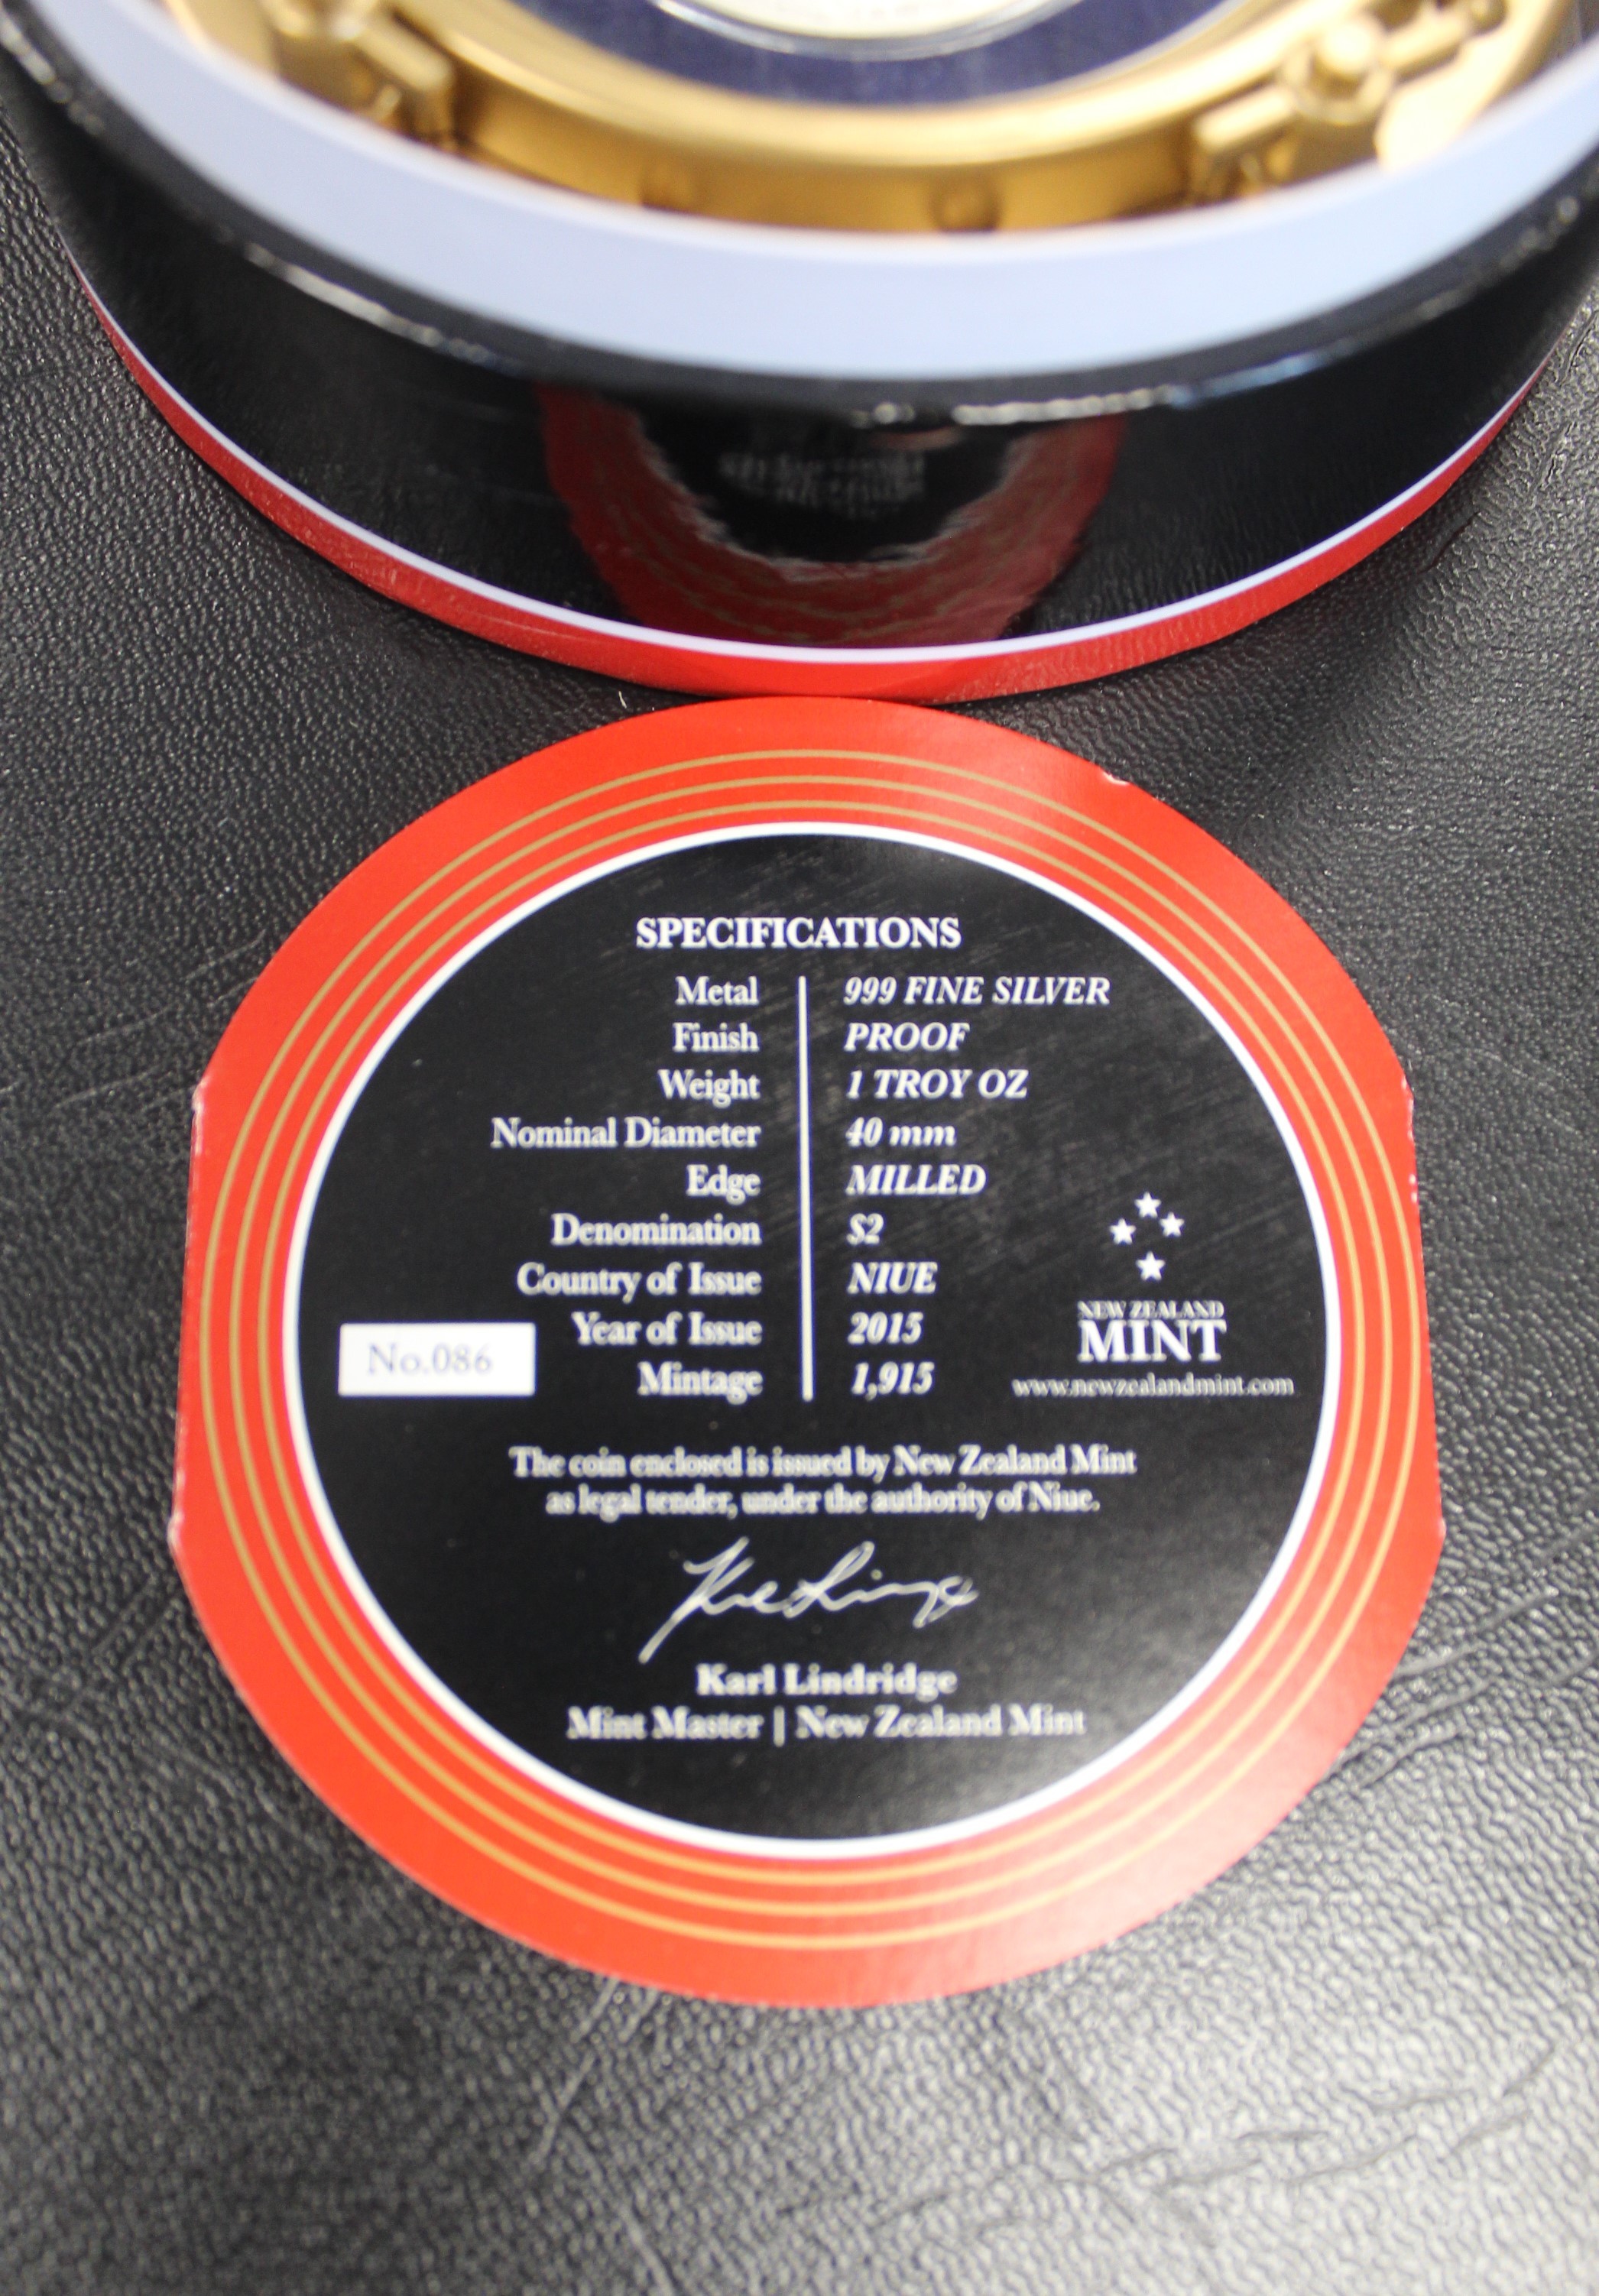 SPECIFICATIONS
Metal 999 FINE SILVER
Finish PROOF
Weight 1 TROY OZ
Nominal Diameter 40 mm
Edge MILLED
Denomination $2
Country of Issue NIUE
Year of Issue 2015
Mintage 1,915
No.086
NEW ZEALAND
MINT
www.newzealandmint.com
The coin enclosed is issued by New Zealand Mint
as legal tender, under the authority of Niue.
Karl Lindridge
Mint Master | New Zealand Mint